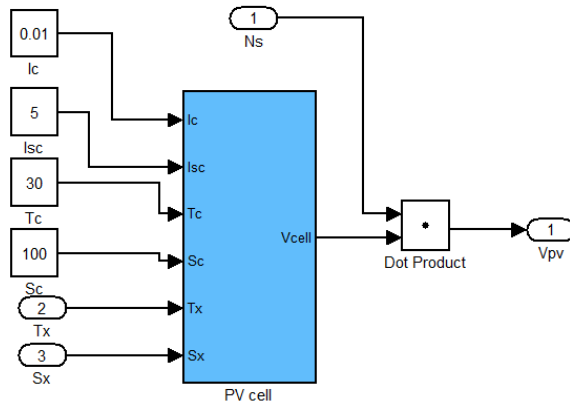 0.01
Ic
1
Ns
5
Isc
30
Tc
100
Sc
2
Tx
3
Sx
Ic
Isc
Tc
Sc
Tx
Sx
Vcell
PV cell
Dot Product
1
Vpv